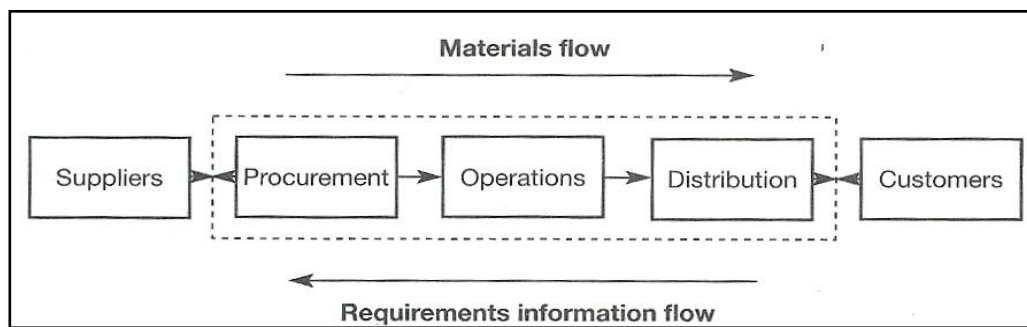 Materials flow
Suppliers
Procurement
Operations
Distribution
Customers
Requirements information flow